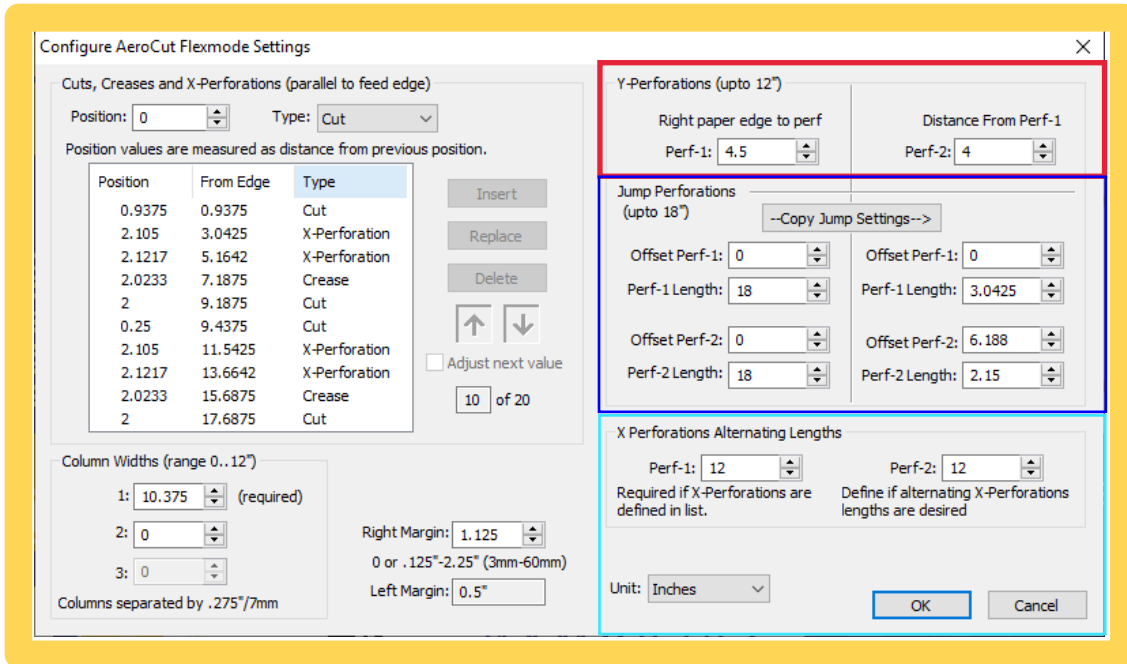 Configure AeroCut Flexmode Settings
Cuts, Creases and X-Perforations (parallel to feed edge)
Position: 0 Type: Cut
Position values are measured as distance from previous position.
Position From Edge Type
0.9375 0.9375 Cut
2.105 3.0425 X-Perforation
2.1217 5.1642 X-Perforation
2.0233 7.1875 Crease
2 9.1875 Cut
0.25 9.4375 Cut
2.105 11.5425 X-Perforation
2.1217 13.6642 X-Perforation
2.0233 15.6875 Crease
2 17.6875 Cut
Insert
Replace
Delete
Adjust next value
10 of 20
Column Widths (range 0..12")
1: 10.375 (required)
2: 0
3: 0
Columns separated by .275"/7mm
Right Margin: 1.125
0 or .125"-2.25" (3mm-60mm)
Left Margin: 0.5"
Y-Perforations (upto 12")
Right paper edge to perf
Perf-1: 4.5
Distance From Perf-1
Perf-2: 4
Jump Perforations
(upto 18")
--Copy Jump Settings-->
Offset Perf-1: 0
Perf-1 Length: 18
Offset Perf-2: 0
Perf-2 Length: 18
Offset Perf-1: 0
Perf-1 Length: 3.0425
Offset Perf-2: 6.188
Perf-2 Length: 2.15
X Perforations Alternating Lengths
Perf-1: 12
Required if X-Perforations are
defined in list.
Perf-2: 12
Define if alternating X-Perforations
lengths are desired
Unit: Inches
OK
Cancel